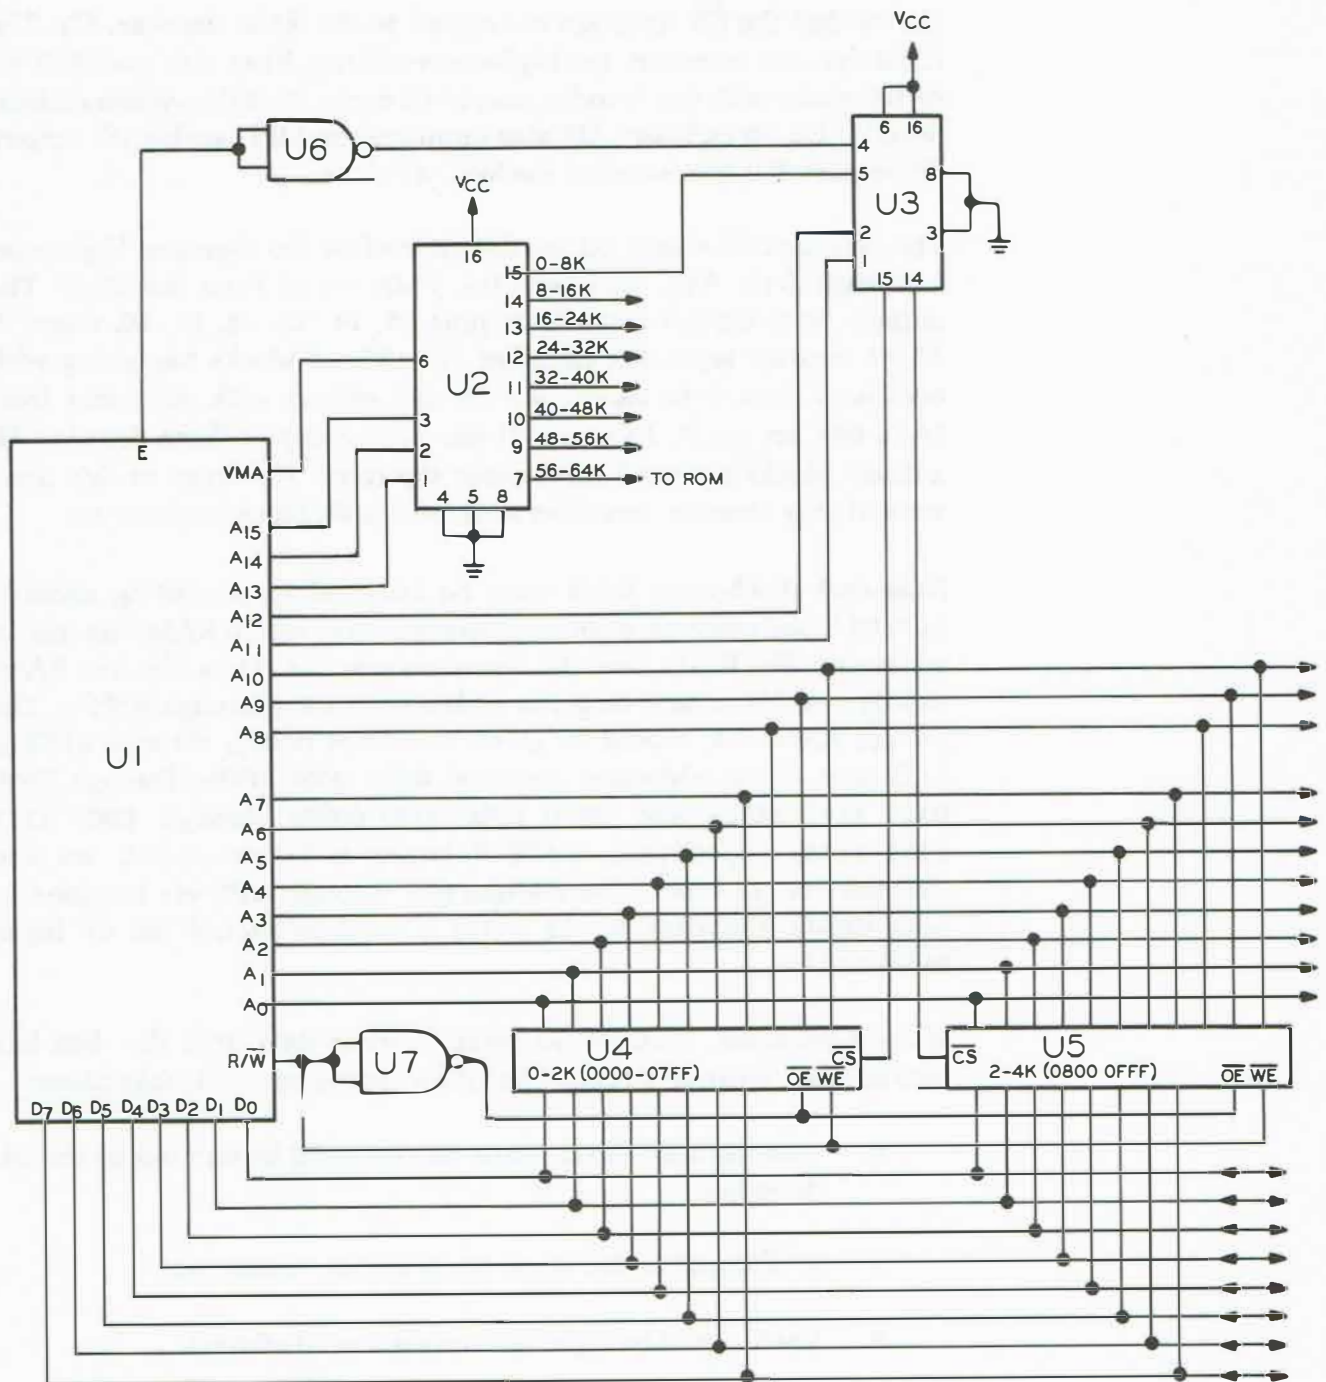 VCC
6 16
U6
4
5
8
U3
2
3
1
15 14
VCC
16
15 0-8K
14 8-16K
13 16-24K
12 24-32K
11 32-40K
10 40-48K
9 48-56K
56-64K TO ROM
6
U2
3
2
1
4 5 8
E
VMA
A15
A14
A13
A12
A11
A10
A9
A8
U1
A7
A6
A5
A4
A3
A2
A1
A0
R/W
U7
U4
0-2K (0000-07FF)
CS
OE WE
CS
U5
2-4K (0800 0FFF)
OE WE
D7 D6 D5 D4 D3 D2 D1 D0